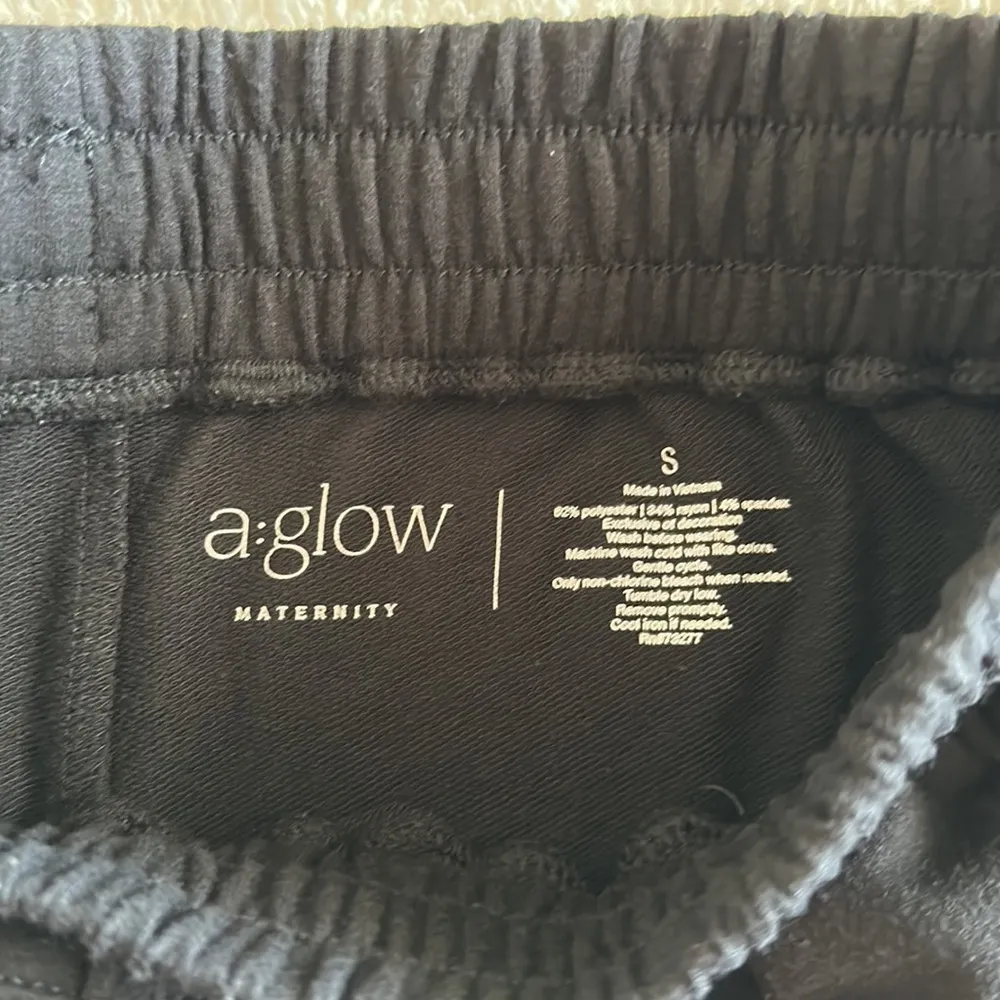 a:glow
MATERNITY
S
Made in Vietnam
62% polyester | 34% rayon | 4% spandex
Exclusive of decoration
Wash before wearing.
Machine wash cold with like colors.
Gentle cycle.
Only non-chlorine bleach when needed.
Tumble dry low.
Remove promptly.
Cool iron if needed.
Rn#73277